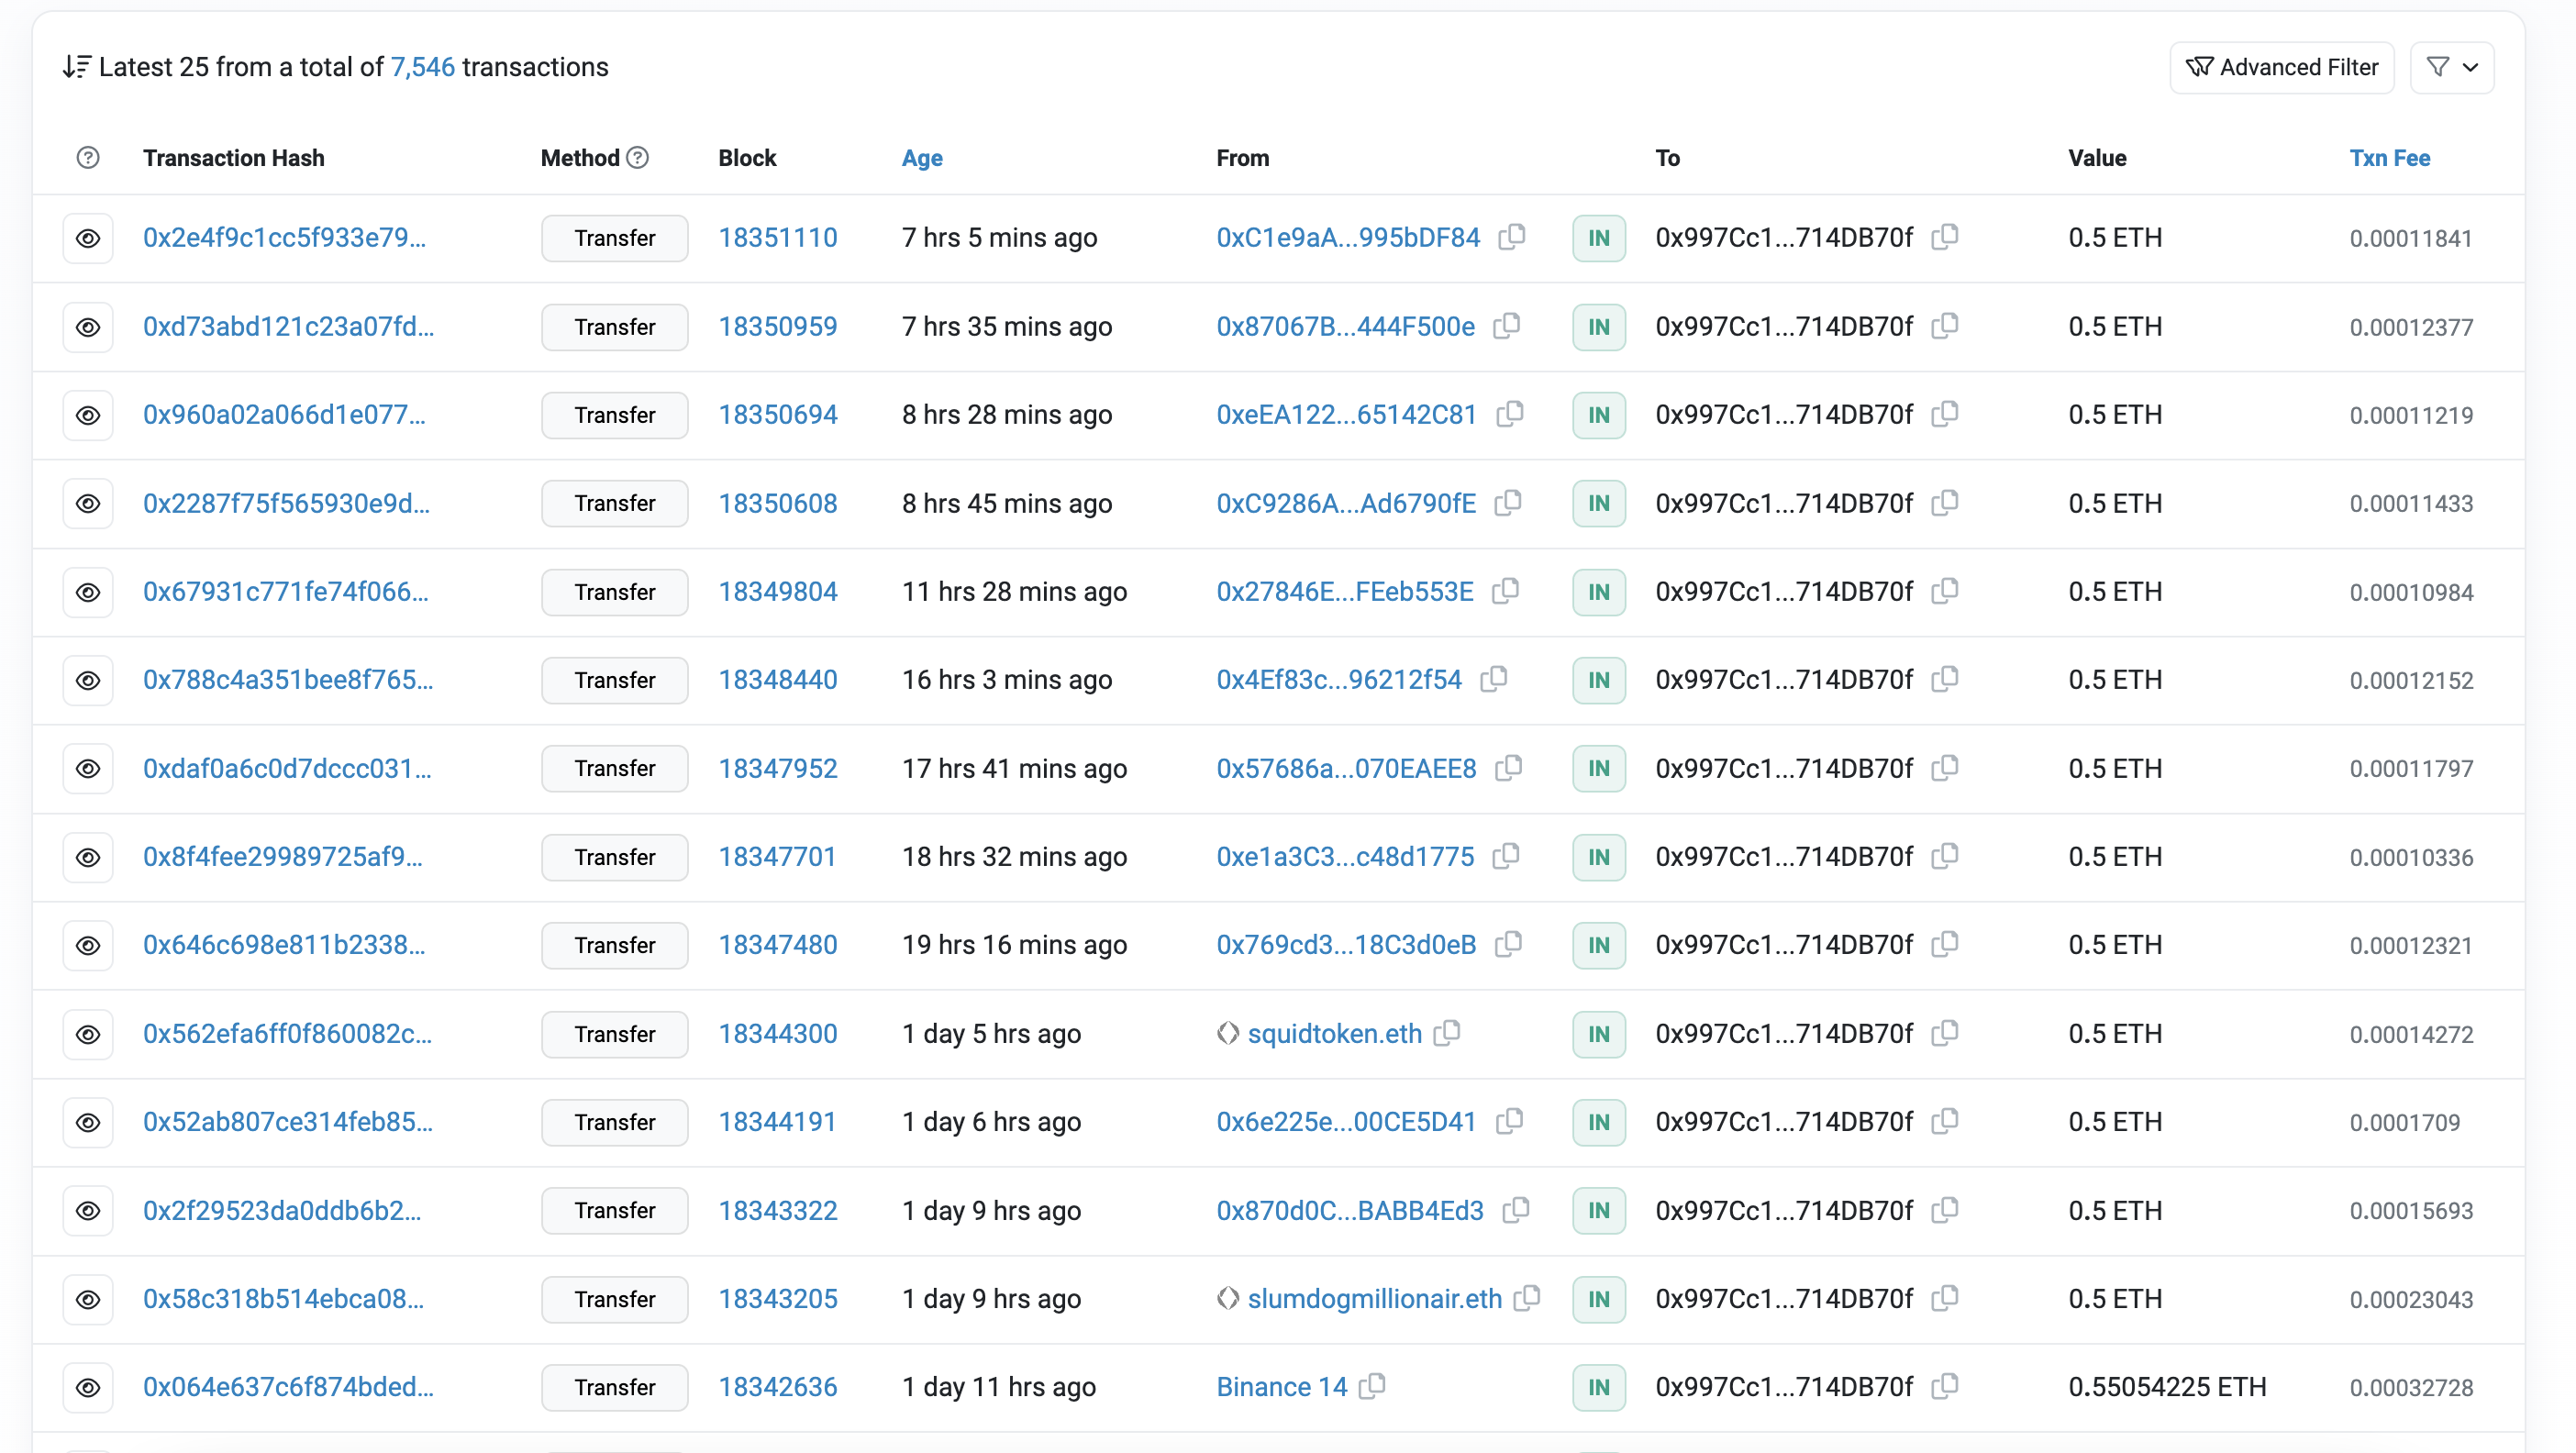 Latest 25 from a total of 7,546 transactions Advanced Filter
Transaction Hash Method Block Age From To Value Txn Fee
0x2e4f9c1cc5f933e79... Transfer 18351110 7 hrs 5 mins ago 0xC1e9aA...995bDF84 IN 0x997Cc1...714DB70f 0.5 ETH 0.00011841
0xd73abd121c23a07fd... Transfer 18350959 7 hrs 35 mins ago 0x87067B...444F500e IN 0x997Cc1...714DB70f 0.5 ETH 0.00012377
0x960a02a066d1e077... Transfer 18350694 8 hrs 28 mins ago 0xeEA122...65142C81 IN 0x997Cc1...714DB70f 0.5 ETH 0.00011219
0x2287f75f565930e9d... Transfer 18350608 8 hrs 45 mins ago 0xC9286A...Ad6790fE IN 0x997Cc1...714DB70f 0.5 ETH 0.00011433
0x67931c771fe74f066... Transfer 18349804 11 hrs 28 mins ago 0x27846E...FEeb553E IN 0x997Cc1...714DB70f 0.5 ETH 0.00010984
0x788c4a351bee8f765... Transfer 18348440 16 hrs 3 mins ago 0x4Ef83c...96212f54 IN 0x997Cc1...714DB70f 0.5 ETH 0.00012152
0xdaf0a6c0d7dccc031... Transfer 18347952 17 hrs 41 mins ago 0x57686a...070EAEE8 IN 0x997Cc1...714DB70f 0.5 ETH 0.00011797
0x8f4fee29989725af9... Transfer 18347701 18 hrs 32 mins ago 0xe1a3C3...c48d1775 IN 0x997Cc1...714DB70f 0.5 ETH 0.00010336
0x646c698e811b2338... Transfer 18347480 19 hrs 16 mins ago 0x769cd3...18C3d0eB IN 0x997Cc1...714DB70f 0.5 ETH 0.00012321
0x562efa6ff0f860082c... Transfer 18344300 1 day 5 hrs ago squidtoken.eth IN 0x997Cc1...714DB70f 0.5 ETH 0.00014272
0x52ab807ce314feb85... Transfer 18344191 1 day 6 hrs ago 0x6e225e...00CE5D41 IN 0x997Cc1...714DB70f 0.5 ETH 0.0001709
0x2f29523da0ddb6b2... Transfer 18343322 1 day 9 hrs ago 0x870d0C...BABB4Ed3 IN 0x997Cc1...714DB70f 0.5 ETH 0.00015693
0x58c318b514ebca08... Transfer 18343205 1 day 9 hrs ago slumdogmillionair.eth IN 0x997Cc1...714DB70f 0.5 ETH 0.00023043
0x064e637c6f874bded... Transfer 18342636 1 day 11 hrs ago Binance 14 IN 0x997Cc1...714DB70f 0.55054225 ETH 0.00032728